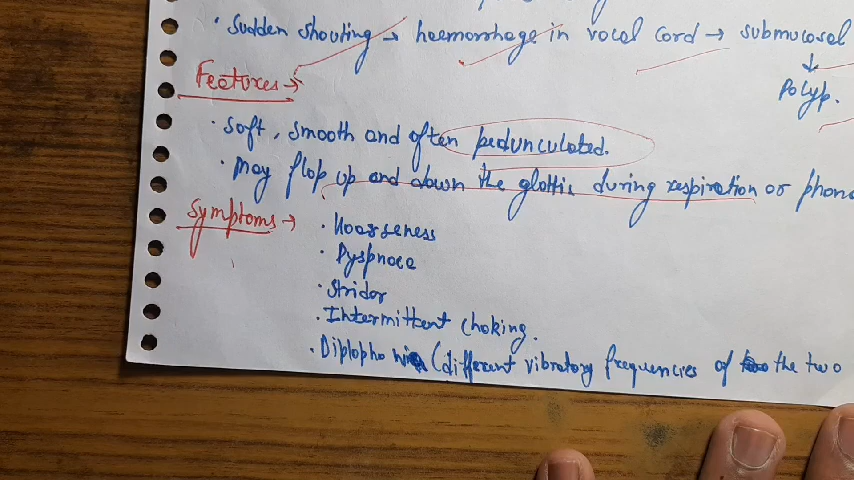 · Sudden shouting → haemorrhage in vocal cord → submucosal
↓
Features →
Polyp.
· Soft, smooth and often pedunculated.
· May flop up and down the glottis during respiration or phona
Symptoms →
· Hoarseness
· Dyspnoea
· Stridor
· Intermittent choking.
· Diplophonia (different vibratory frequencies of the two